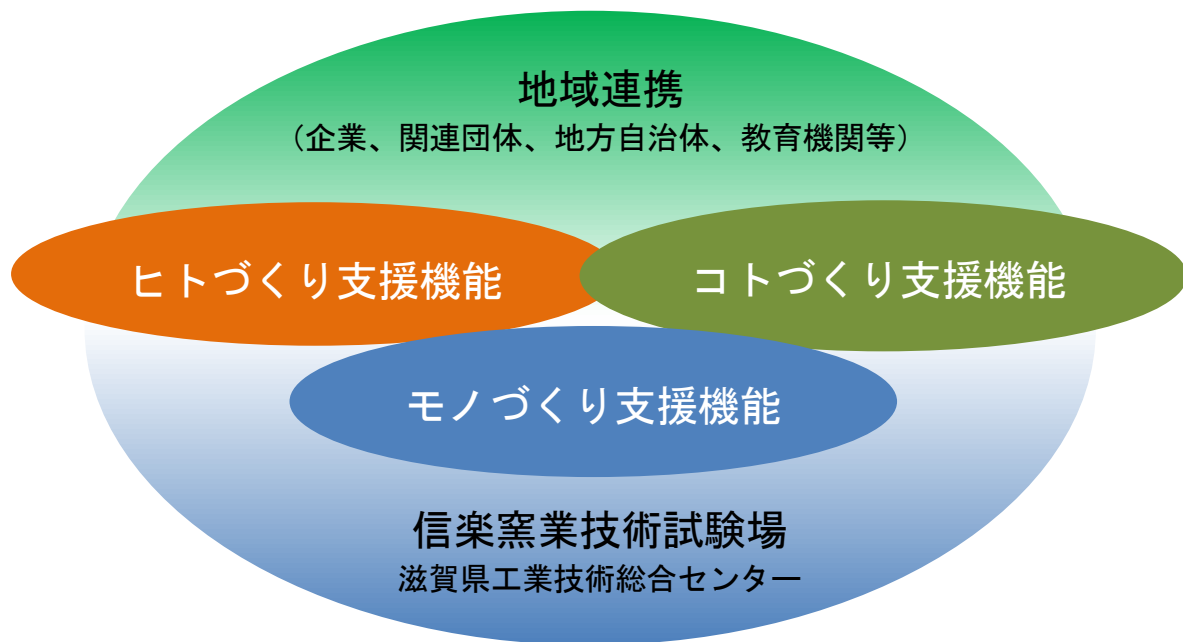 地域連携
（企業、関連団体、地方自治体、教育機関等）
ヒトづくり支援機能
コトづくり支援機能
モノづくり支援機能
信楽窯業技術試験場
滋賀県工業技術総合センター